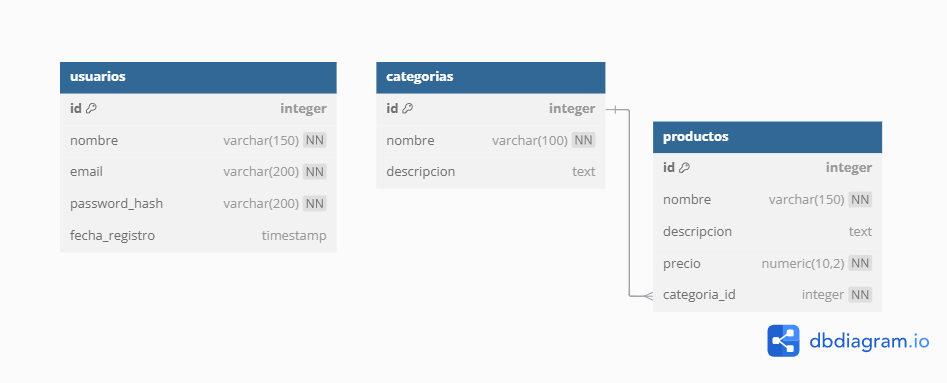 usuarios
id integer
nombre varchar(150) NN
email varchar(200) NN
password_hash varchar(200) NN
fecha_registro timestamp
categorias
id integer
nombre varchar(100) NN
descripcion text
productos
id integer
nombre varchar(150) NN
descripcion text
precio numeric(10,2) NN
categoria_id integer NN
dbdiagram.io